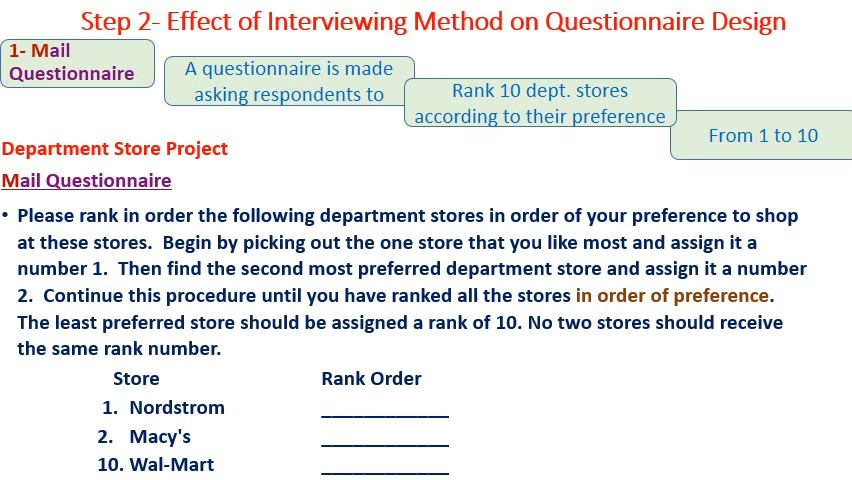 Step 2- Effect of Interviewing Method on Questionnaire Design
1- Mail
Questionnaire
A questionnaire is made
asking respondents to
Rank 10 dept. stores
according to their preference
From 1 to 10
Department Store Project
Mail Questionnaire
• Please rank in order the following department stores in order of your preference to shop
at these stores.  Begin by picking out the one store that you like most and assign it a
number 1.  Then find the second most preferred department store and assign it a number
2.  Continue this procedure until you have ranked all the stores in order of preference.
The least preferred store should be assigned a rank of 10. No two stores should receive
the same rank number.
Store Rank Order
1. Nordstrom ____________
2. Macy's ____________
10. Wal-Mart ____________